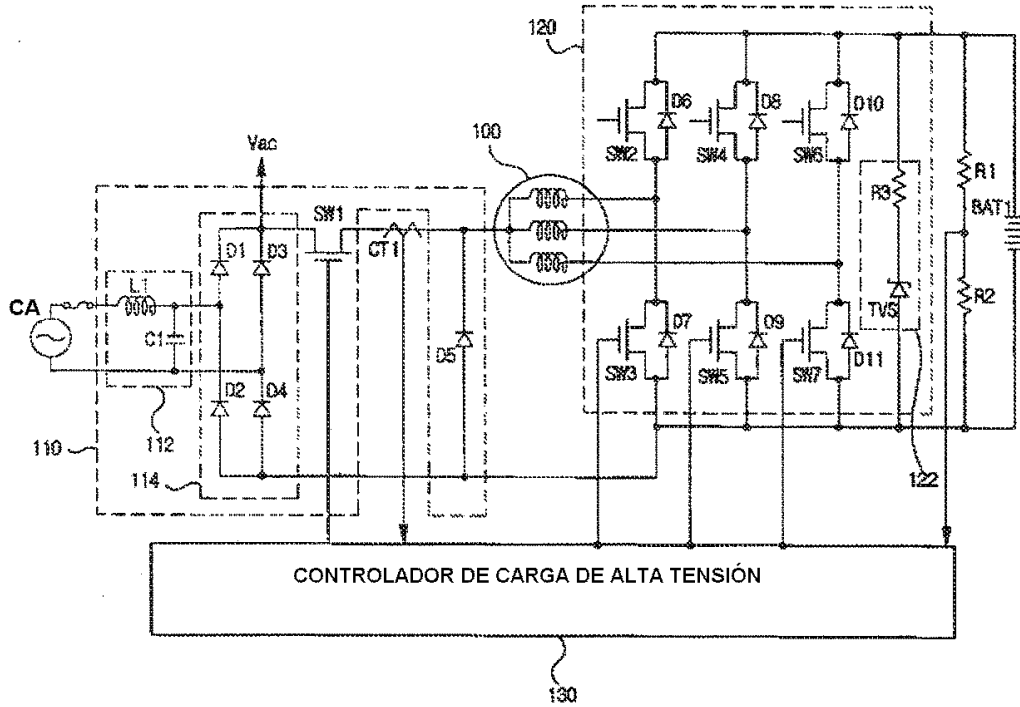 120
D6
D8
D10
SW2
SW4
SW6
100
Vac
SW1
CT1
R3
R1
BAT1
D1
D3
L1
CA
C1
R2
TVS
D5
D7
D9
D11
SW3
SW5
SW7
D2
D4
110
112
114
122
CONTROLADOR DE CARGA DE ALTA TENSIÓN
130